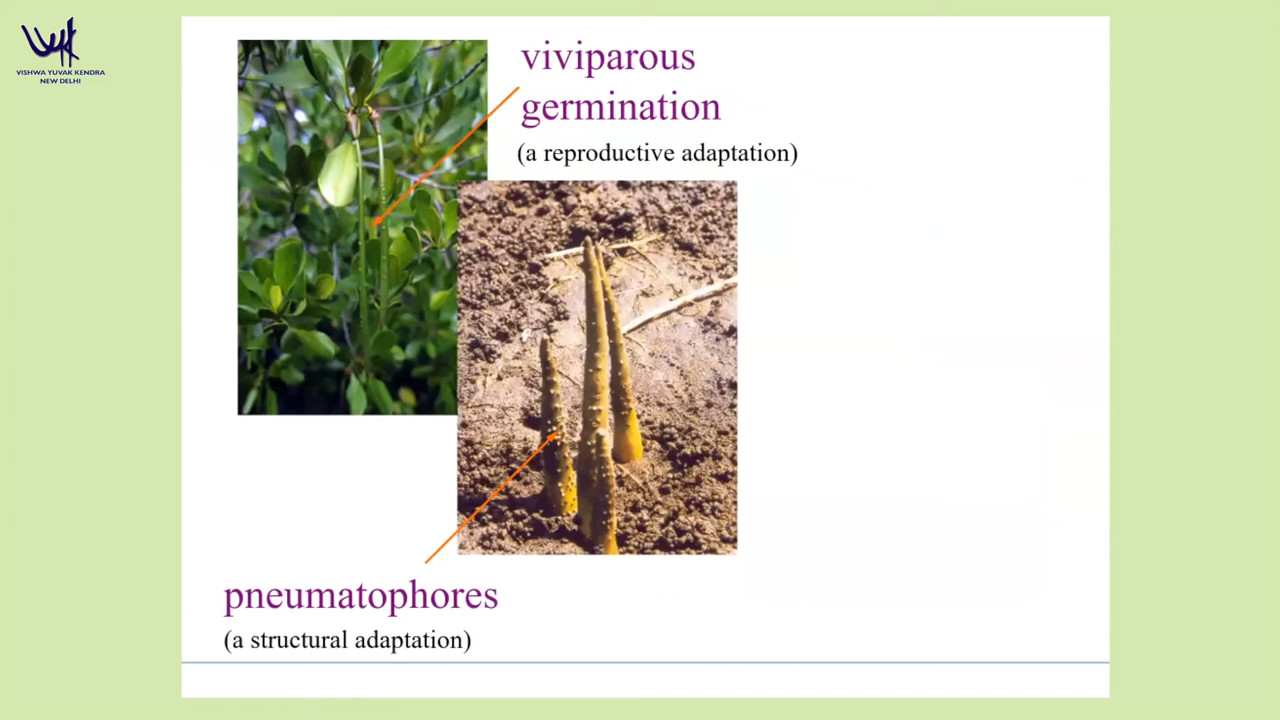 VISHWA YUVAK KENDRA
NEW DELHI
viviparous
germination
(a reproductive adaptation)
pneumatophores
(a structural adaptation)